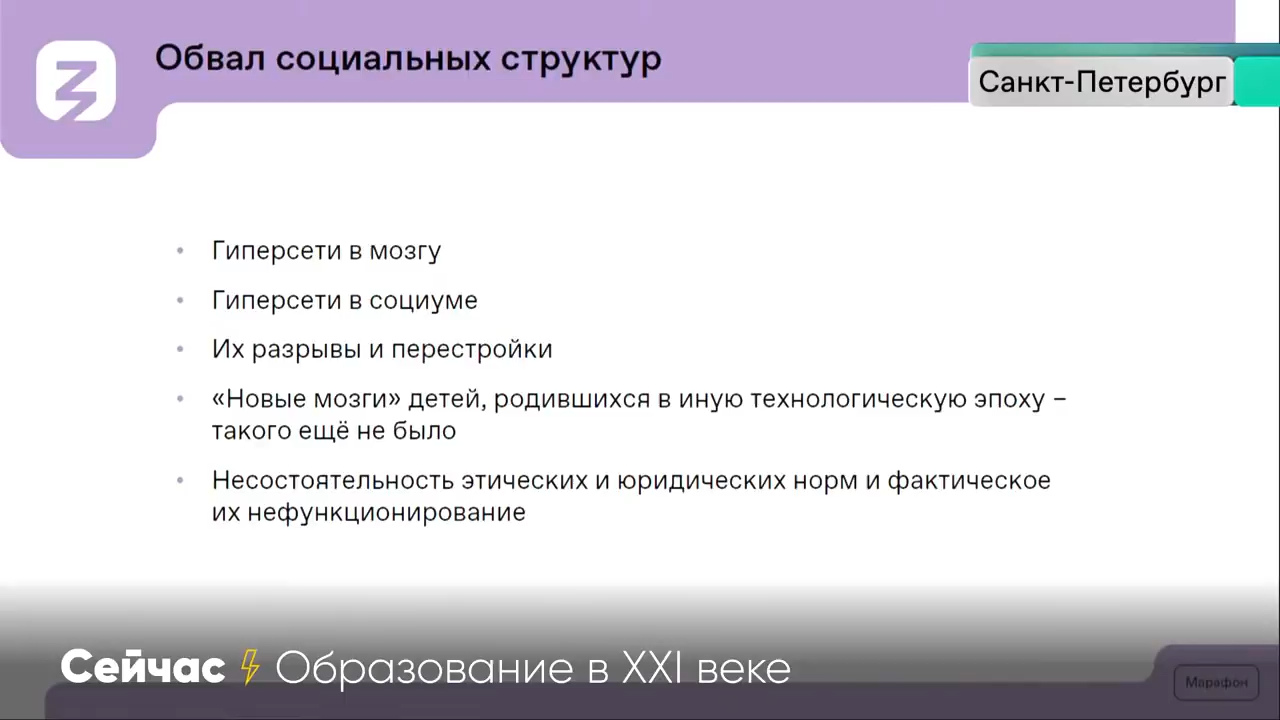 Обвал социальных структур
Санкт-Петербург
• Гиперсети в мозгу
• Гиперсети в социуме
• Их разрывы и перестройки
• «Новые мозги» детей, родившихся в иную технологическую эпоху –
такого ещё не было
• Несостоятельность этических и юридических норм и фактическое
их нефункционирование
Сейчас Образование в XXI веке
Марафон